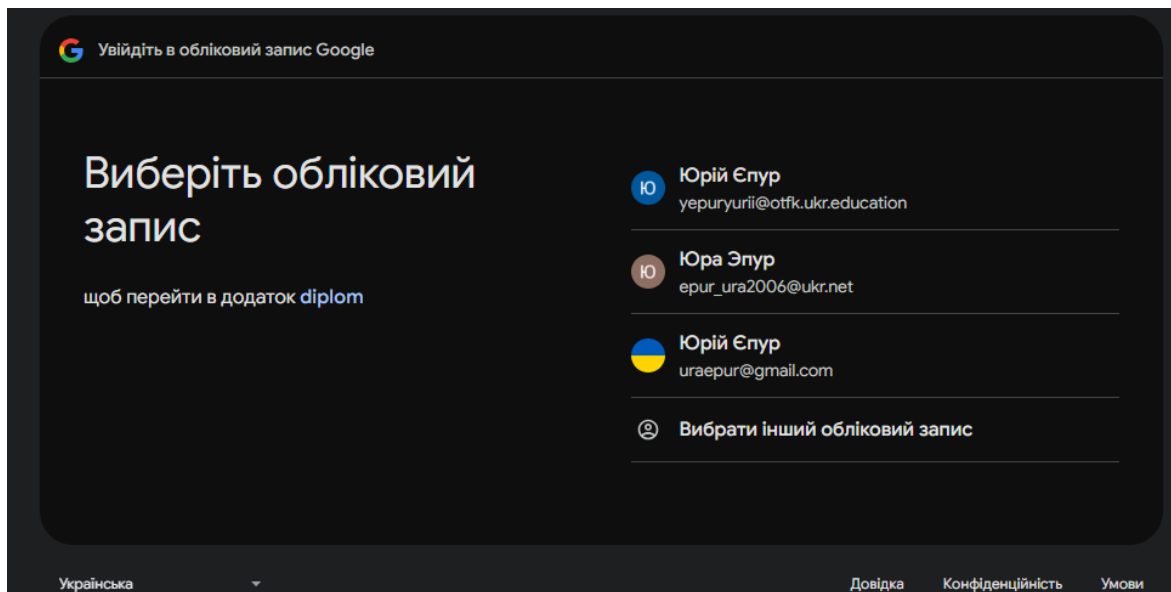 Увійдіть в обліковий запис Google
Виберіть обліковий
запис
щоб перейти в додаток diplom
Ю
Юрій Єпур
yepuryurii@otfk.ukr.education
Ю
Юра Эпур
epur_ura2006@ukr.net
Юрій Єпур
uraepur@gmail.com
Вибрати інший обліковий запис
Українська
Довідка Конфіденційність Умови